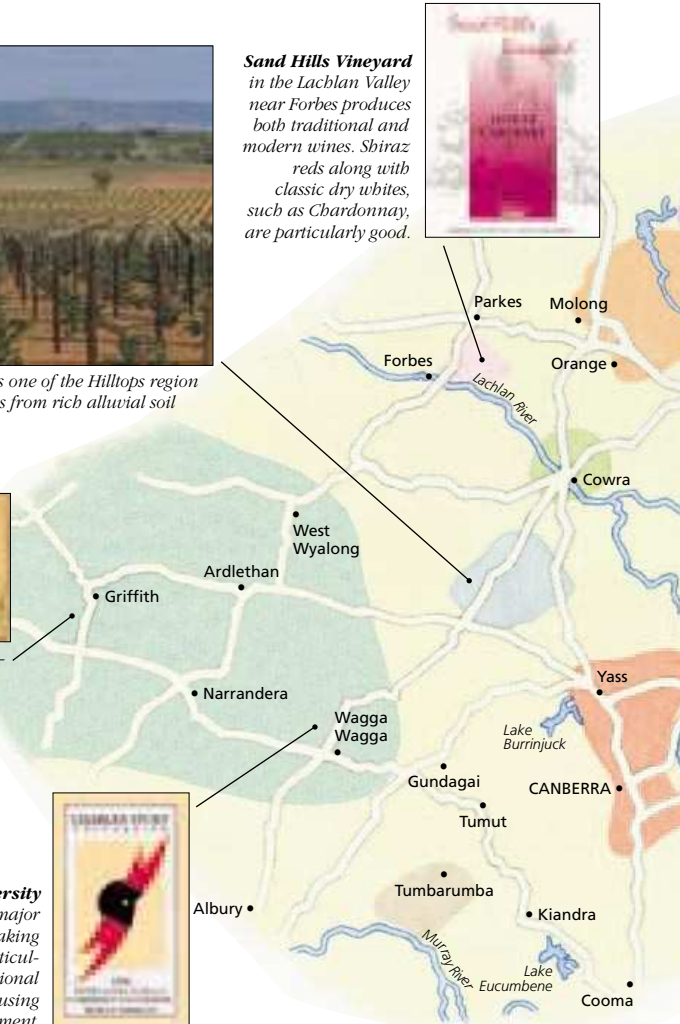 Sand Hills Vineyard
in the Lachlan Valley
near Forbes produces
both traditional and
modern wines. Shiraz
reds along with
classic dry whites,
such as Chardonnay,
are particularly good.
Parkes
Molong
Forbes
Orange
Lachlan River
s one of the Hilltops region
s from rich alluvial soil
Cowra
West
Wyalong
Ardlethan
Griffith
Narrandera
Yass
Wagga
Wagga
Lake
Burrinjuck
Gundagai
CANBERRA
Tumut
CHARLES STURT
Tumbarumba
Albury
Kiandra
Murray River
Lake
Eucumbene
Cooma
ersity
major
aking
ticul-
ional
using
ment.